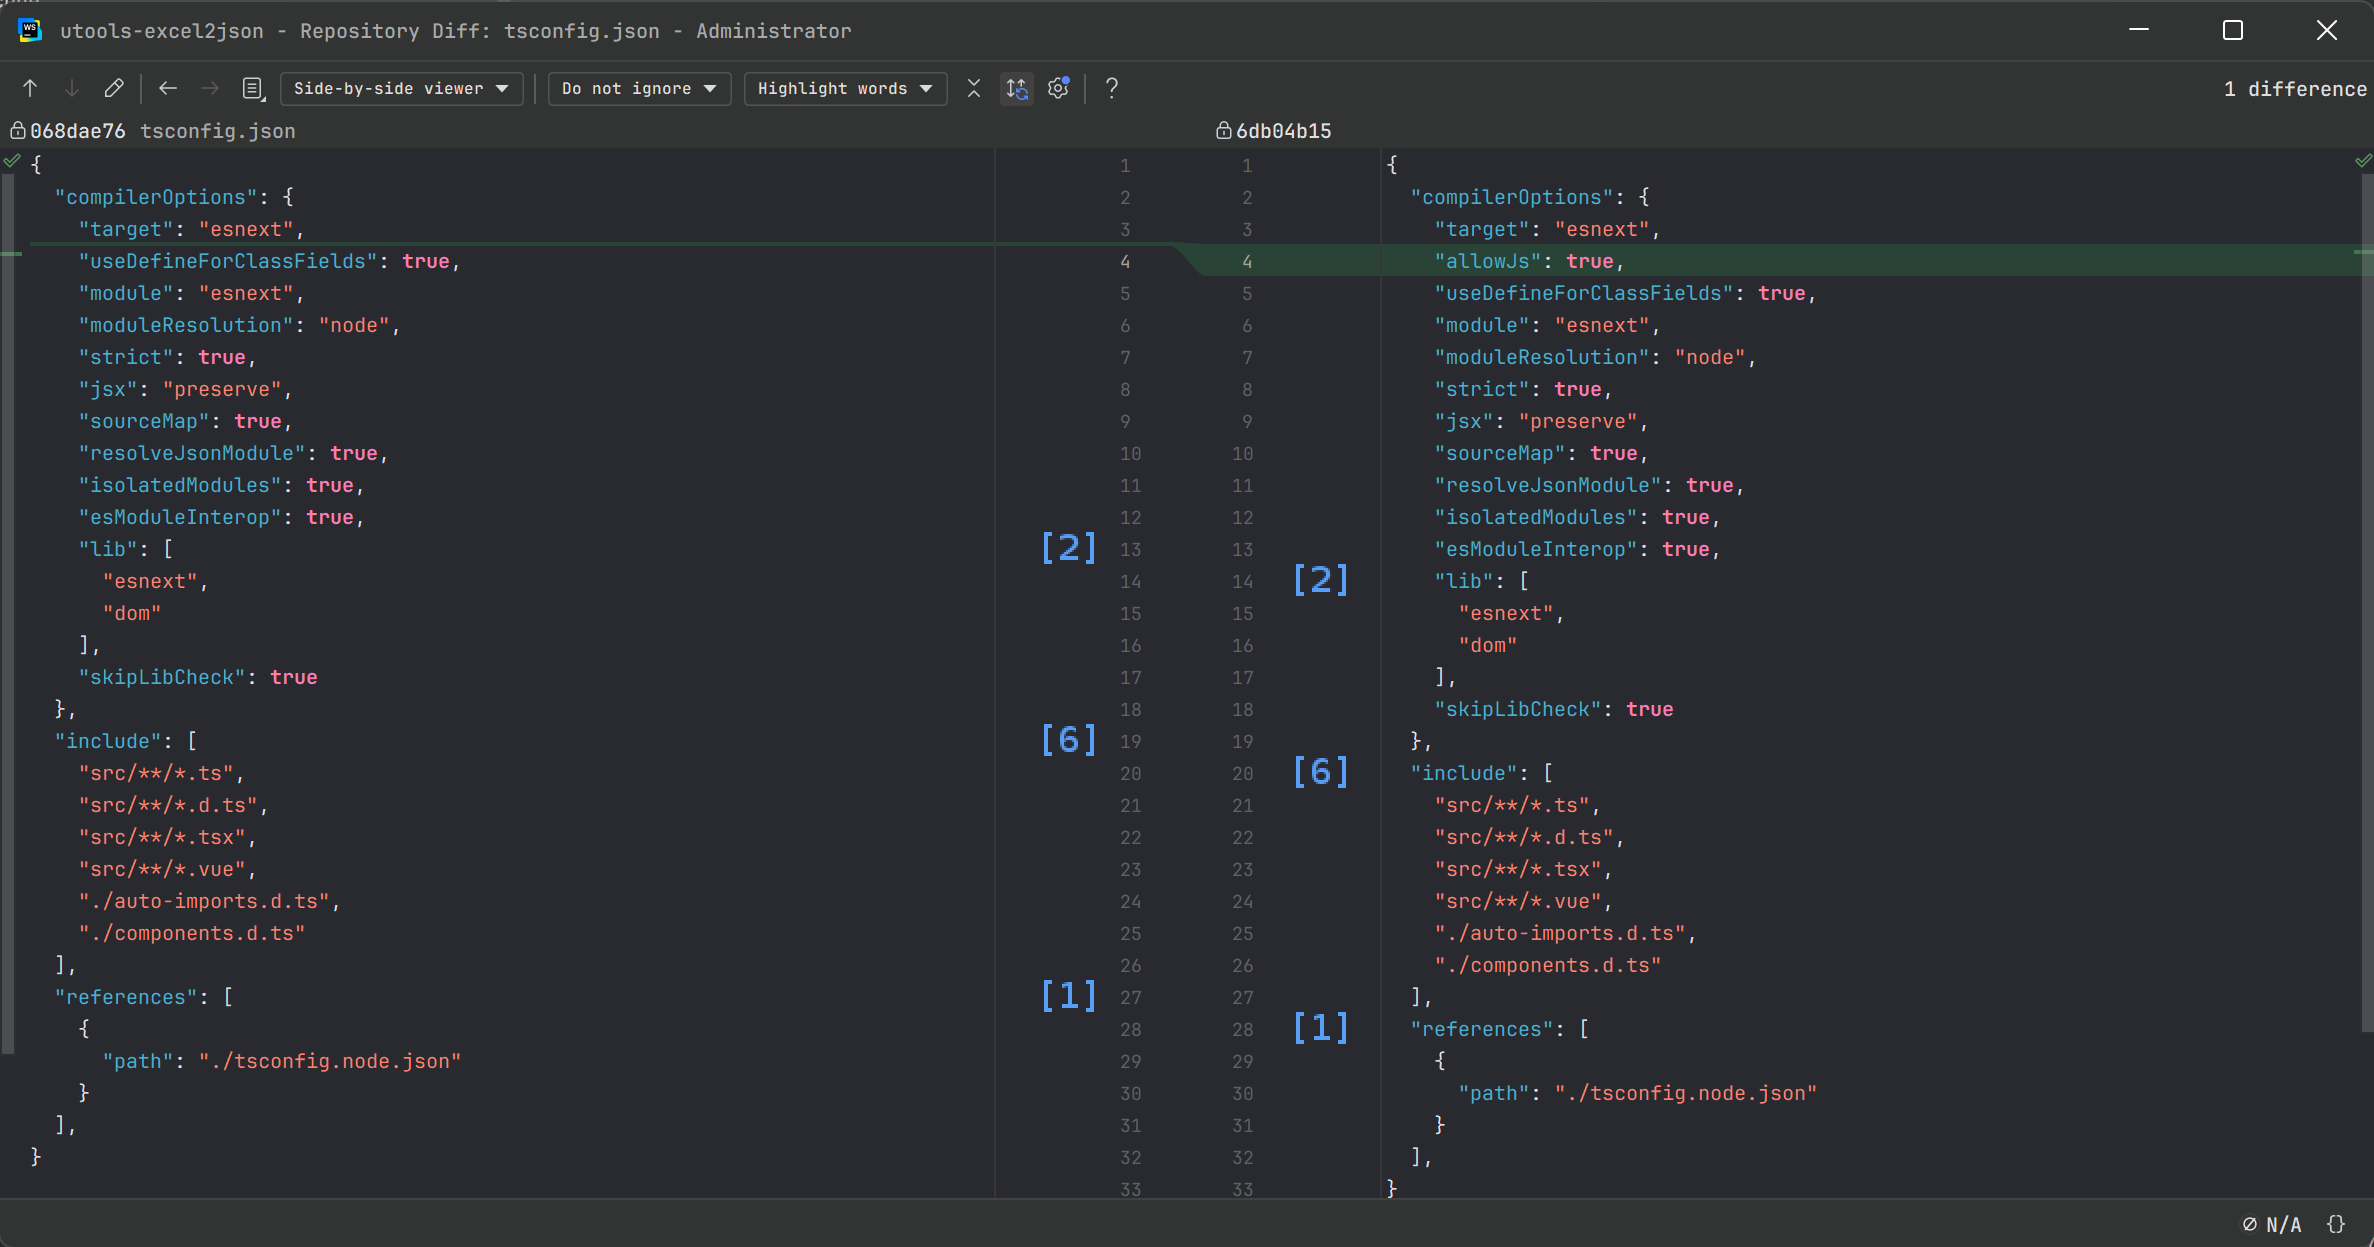 utools-excel2json - Repository Diff: tsconfig.json - Administrator
Side-by-side viewer
Do not ignore
Highlight words
?
1 difference
068dae76 tsconfig.json
{
"compilerOptions": {
"target": "esnext",
"useDefineForClassFields": true,
"module": "esnext",
"moduleResolution": "node",
"strict": true,
"jsx": "preserve",
"sourceMap": true,
"resolveJsonModule": true,
"isolatedModules": true,
"esModuleInterop": true,
"lib": [
"esnext",
"dom"
],
"skipLibCheck": true
},
"include": [
"src/**/*.ts",
"src/**/*.d.ts",
"src/**/*.tsx",
"src/**/*.vue",
"./auto-imports.d.ts",
"./components.d.ts"
],
"references": [
{
"path": "./tsconfig.node.json"
}
],
}
1 1
2 2
3 3
4 4
5 5
6 6
7 7
8 8
9 9
10 10
11 11
12 12
[2] 13 13
14 14 [2]
15 15
16 16
17 17
18 18
[6] 19 19
20 20 [6]
21 21
22 22
23 23
24 24
25 25
26 26
[1] 27 27
28 28 [1]
29 29
30 30
31 31
32 32
33 33
6db04b15
{
"compilerOptions": {
"target": "esnext",
"allowJs": true,
"useDefineForClassFields": true,
"module": "esnext",
"moduleResolution": "node",
"strict": true,
"jsx": "preserve",
"sourceMap": true,
"resolveJsonModule": true,
"isolatedModules": true,
"esModuleInterop": true,
"lib": [
"esnext",
"dom"
],
"skipLibCheck": true
},
"include": [
"src/**/*.ts",
"src/**/*.d.ts",
"src/**/*.tsx",
"src/**/*.vue",
"./auto-imports.d.ts",
"./components.d.ts"
],
"references": [
{
"path": "./tsconfig.node.json"
}
],
}
N/A {}